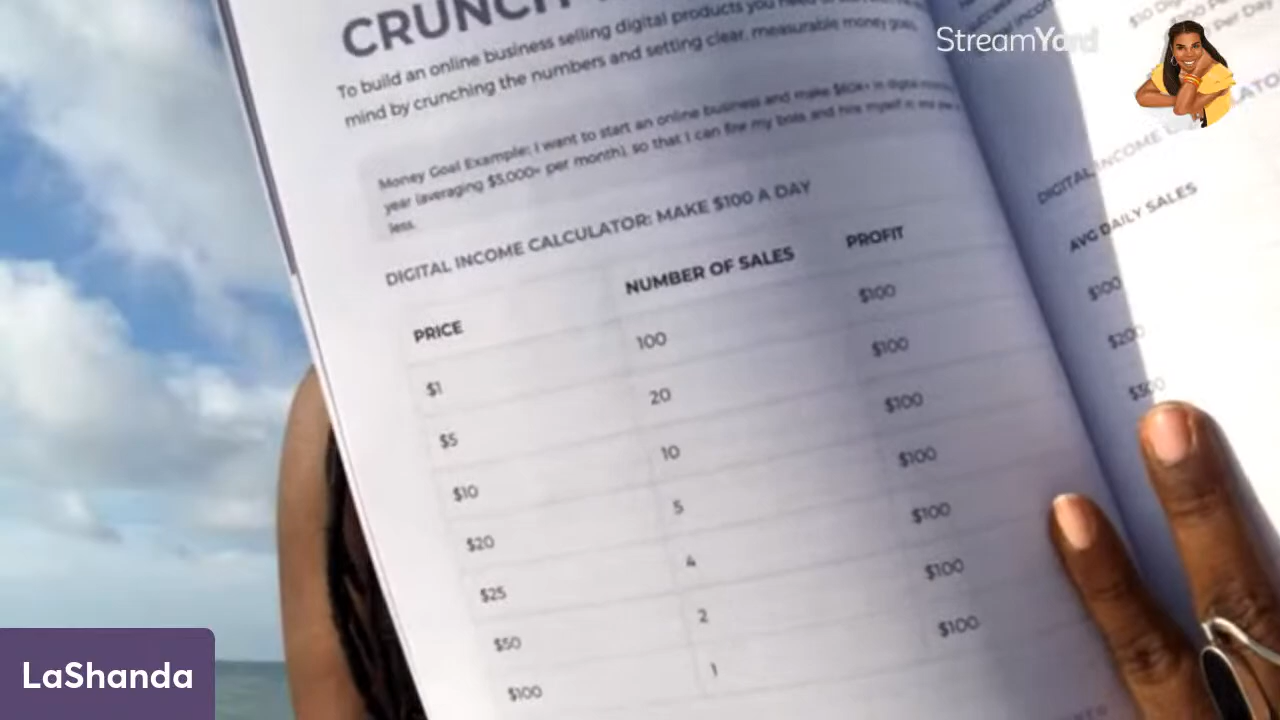 CRUNCH
To build an online business selling digital products you need to
mind by crunching the numbers and setting clear, measurable money goals.
Money Goal Example: I want to start an online business and make $60k+ in digital
year (averaging $5,000+ per month), so that I can fire my boss and hire myself in
less.
DIGITAL INCOME CALCULATOR: MAKE $100 A DAY
PRICE NUMBER OF SALES PROFIT
$1 100 $100
$5 20 $100
$10 10 $100
$20 5 $100
$25 4 $100
$50 2 $100
$100 1 $100
StreamYard
Per Day
DIGITAL INCOME
AVG DAILY SALES
$100
$200
$300
LaShanda